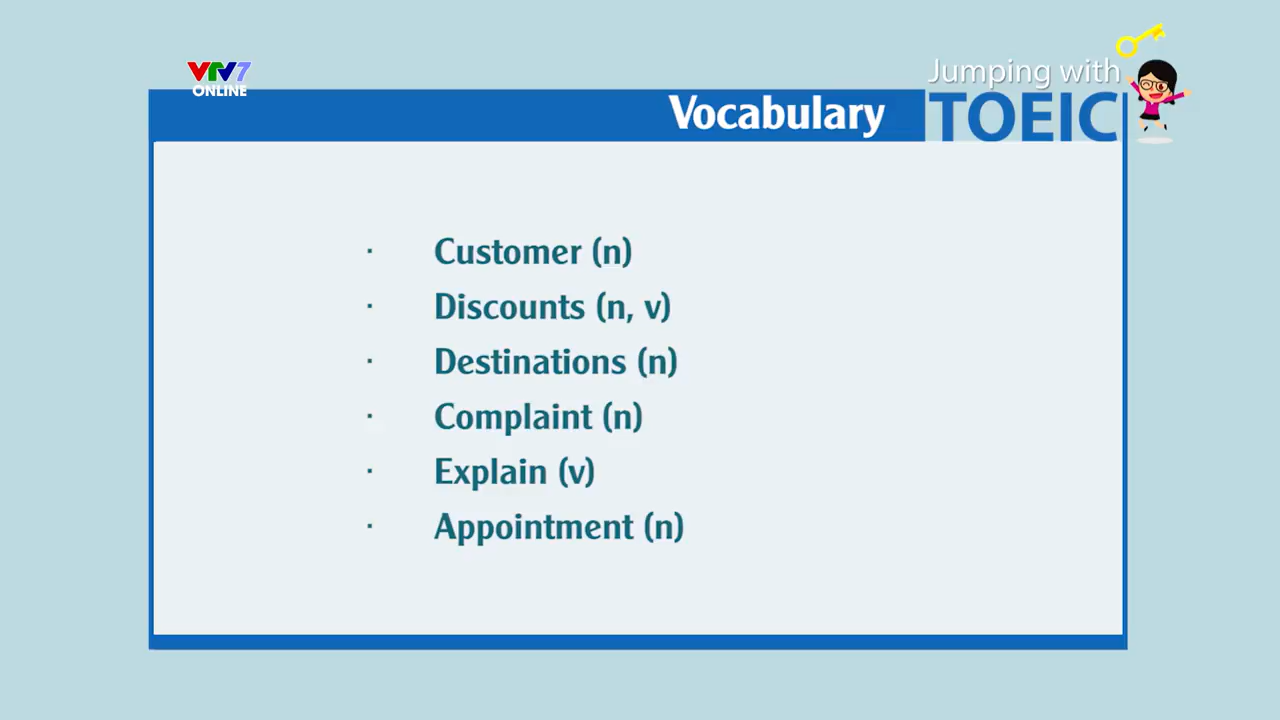 VTV7
ONLINE
Jumping with
TOEIC
Vocabulary
· Customer (n)
· Discounts (n, v)
· Destinations (n)
· Complaint (n)
· Explain (v)
· Appointment (n)